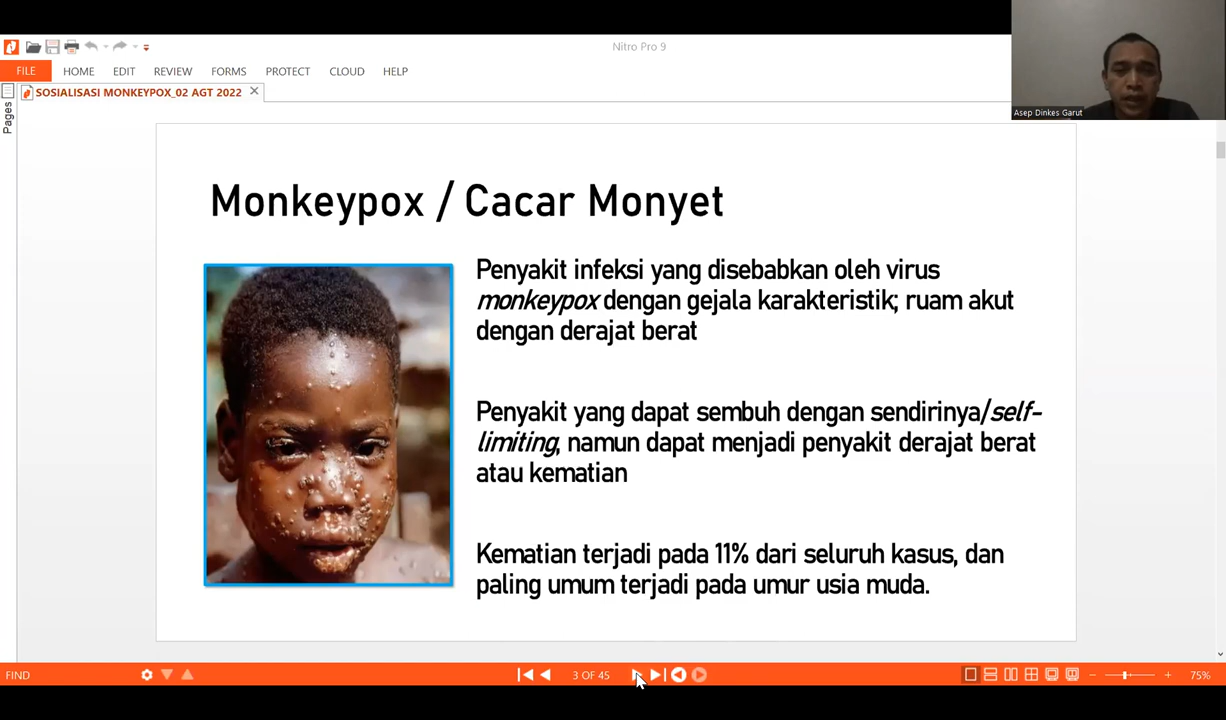 Nitro Pro 9
FILE HOME EDIT REVIEW FORMS PROTECT CLOUD HELP
SOSIALISASI MONKEYPOX_02 AGT 2022
Asep Dinkes Garut
Pages
Monkeypox / Cacar Monyet
Penyakit infeksi yang disebabkan oleh virus
monkeypox dengan gejala karakteristik; ruam akut
dengan derajat berat
Penyakit yang dapat sembuh dengan sendirinya/self-
limiting, namun dapat menjadi penyakit derajat berat
atau kematian
Kematian terjadi pada 11% dari seluruh kasus, dan
paling umum terjadi pada umur usia muda.
FIND 3 OF 45 75%